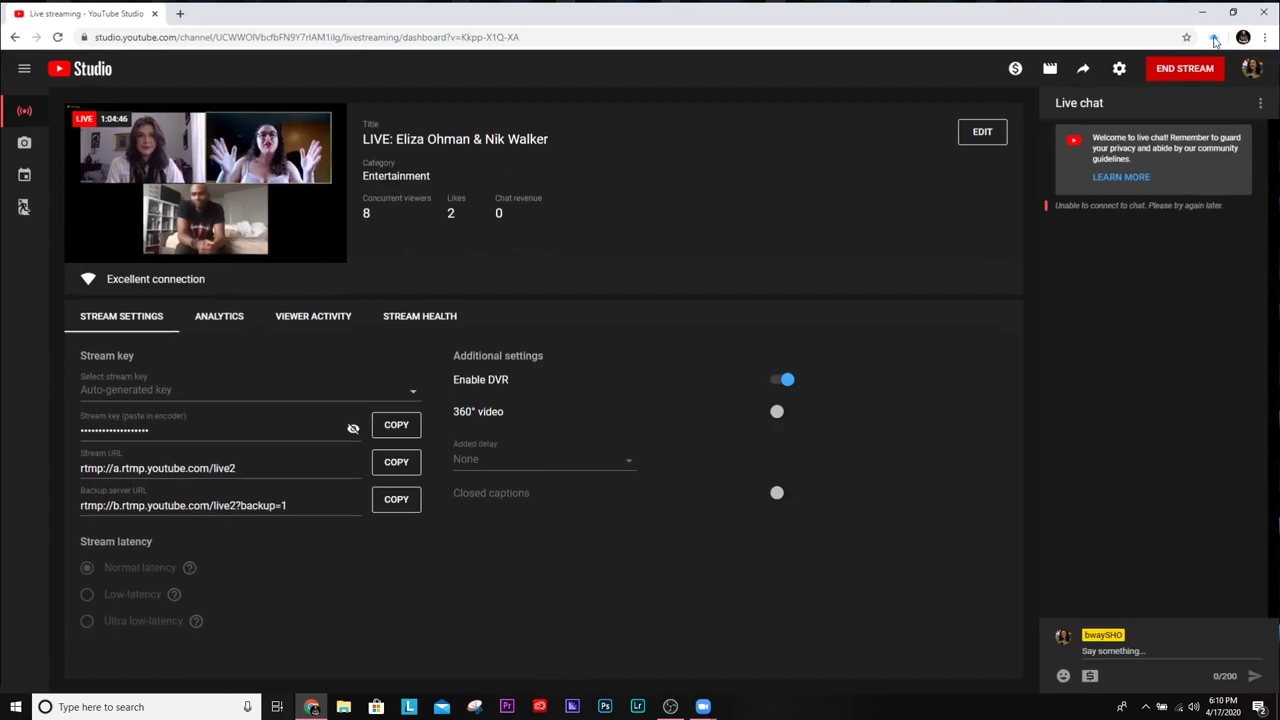 Live streaming - YouTube Studio
studio.youtube.com/channel/UCWWOlVbcfbFN9Y7rIAM1iIg/livestreaming/dashboard?v=Kkpp-X1Q-XA
Studio
END STREAM
LIVE 1:04:46
Title
LIVE: Eliza Ohman & Nik Walker
EDIT
Category
Entertainment
Concurrent viewers Likes Chat revenue
8 2 0
Excellent connection
STREAM SETTINGS ANALYTICS VIEWER ACTIVITY STREAM HEALTH
Stream key
Select stream key
Auto-generated key
Stream key (paste in encoder)
COPY
Stream URL
rtmp://a.rtmp.youtube.com/live2
COPY
Backup server URL
rtmp://b.rtmp.youtube.com/live2?backup=1
COPY
Stream latency
Normal latency
Low-latency
Ultra low-latency
Additional settings
Enable DVR
360° video
Added delay
None
Closed captions
Live chat
Welcome to live chat! Remember to guard
your privacy and abide by our community
guidelines.
LEARN MORE
Unable to connect to chat. Please try again later.
bwaySHO
Say something...
0/200
Type here to search
6:10 PM
4/17/2020